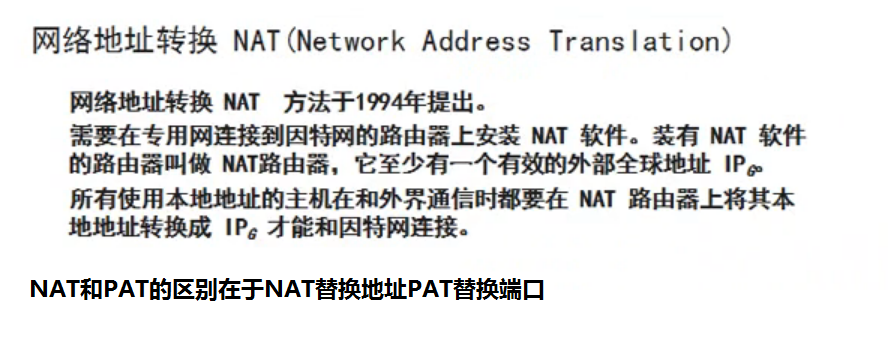 网络地址转换 NAT(Network Address Translation)
网络地址转换 NAT 方法于1994年提出。
需要在专用网连接到因特网的路由器上安装 NAT 软件。装有 NAT 软件
的路由器叫做 NAT路由器，它至少有一个有效的外部全球地址 IPG。
所有使用本地地址的主机在和外界通信时都要在 NAT 路由器上将其本
地地址转换成 IPG 才能和因特网连接。
NAT和PAT的区别在于NAT替换地址PAT替换端口